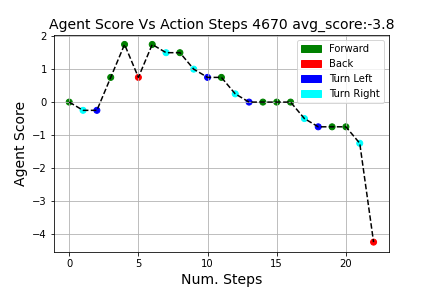 Agent Score Vs Action Steps 4670 avg_score:-3.8
2
1
0
−1
−2
−3
−4
Agent Score
Forward
Back
Turn Left
Turn Right
0 5 10 15 20
Num. Steps